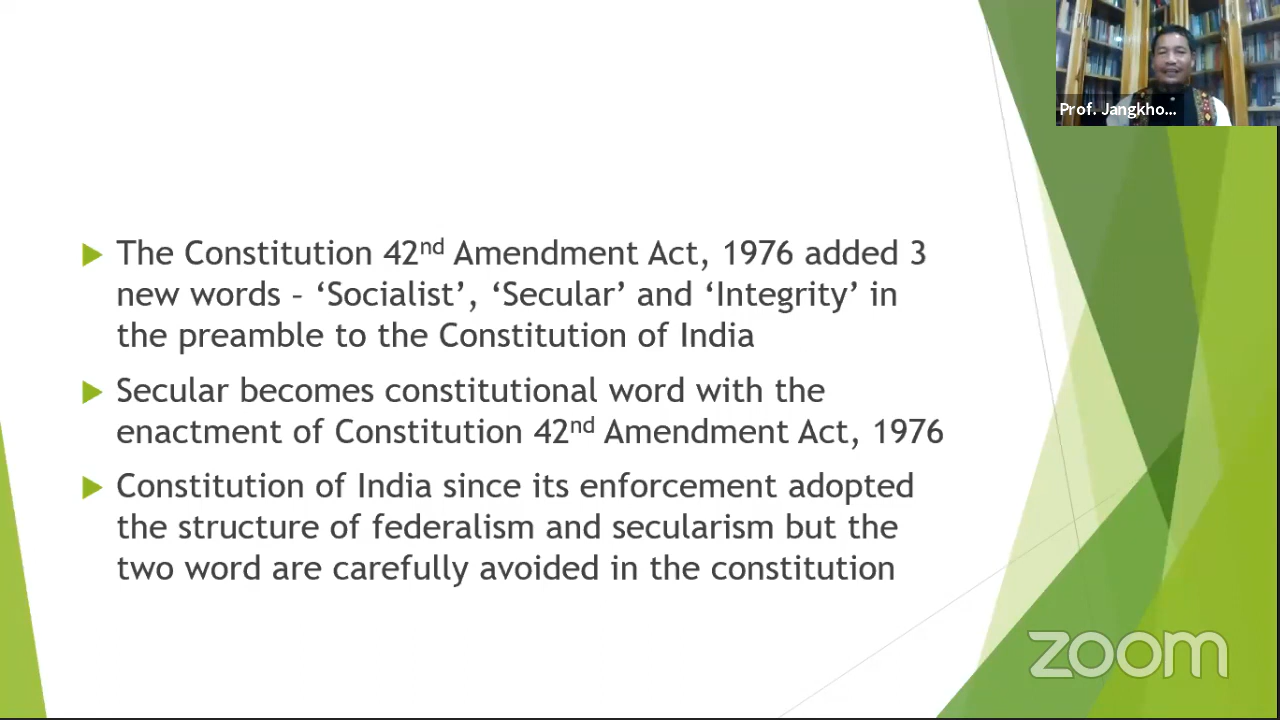 Prof. Jangkho...
The Constitution 42nd Amendment Act, 1976 added 3
new words – ‘Socialist’, ‘Secular’ and ‘Integrity’ in
the preamble to the Constitution of India
Secular becomes constitutional word with the
enactment of Constitution 42nd Amendment Act, 1976
Constitution of India since its enforcement adopted
the structure of federalism and secularism but the
two word are carefully avoided in the constitution
zoom